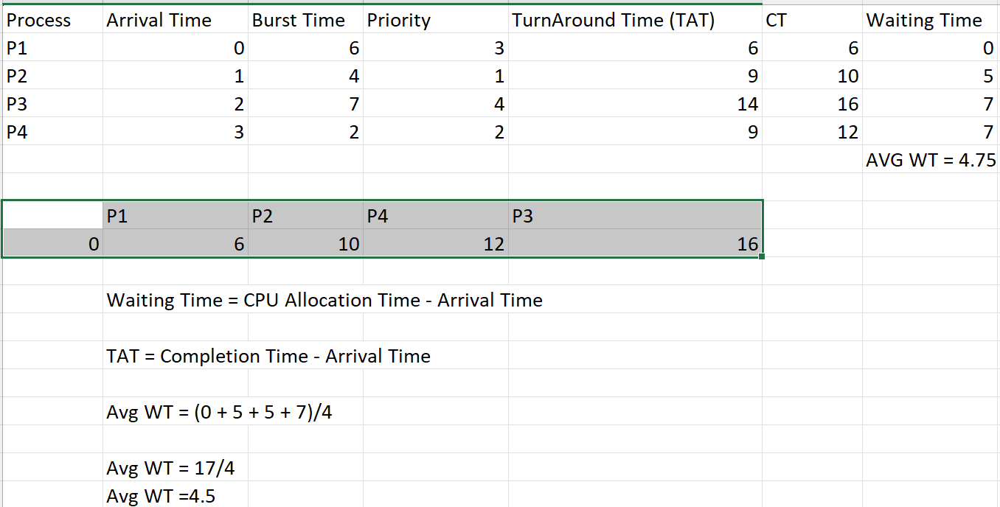 Process Arrival Time Burst Time Priority TurnAround Time (TAT) CT Waiting Time
P1 0 6 3 6 6 0
P2 1 4 1 9 10 5
P3 2 7 4 14 16 7
P4 3 2 2 9 12 7
AVG WT = 4.75
P1 P2 P4 P3
0 6 10 12 16
Waiting Time = CPU Allocation Time - Arrival Time
TAT = Completion Time - Arrival Time
Avg WT = (0 + 5 + 5 + 7)/4
Avg WT = 17/4
Avg WT =4.5